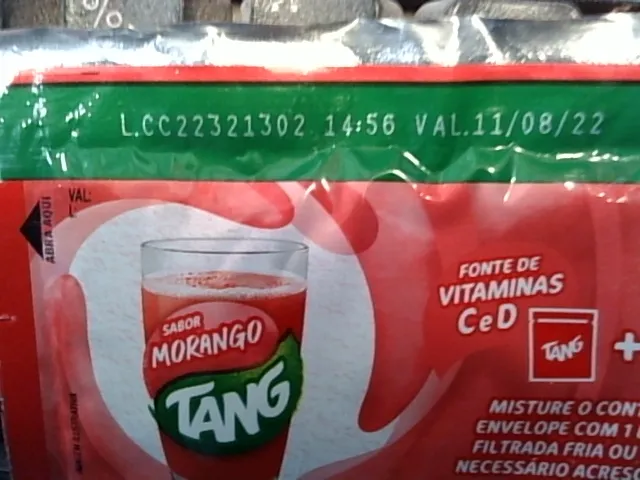 %
L.CC22321302 14:56 VAL.11/08/22
VAL:
L:
ABRA AQUI
FONTE DE
VITAMINAS
C e D
SABOR
MORANGO
TANG
TANG
+
MISTURE O CONT
ENVELOPE COM 1
FILTRADA FRIA OU
NECESSÁRIO ACRESC